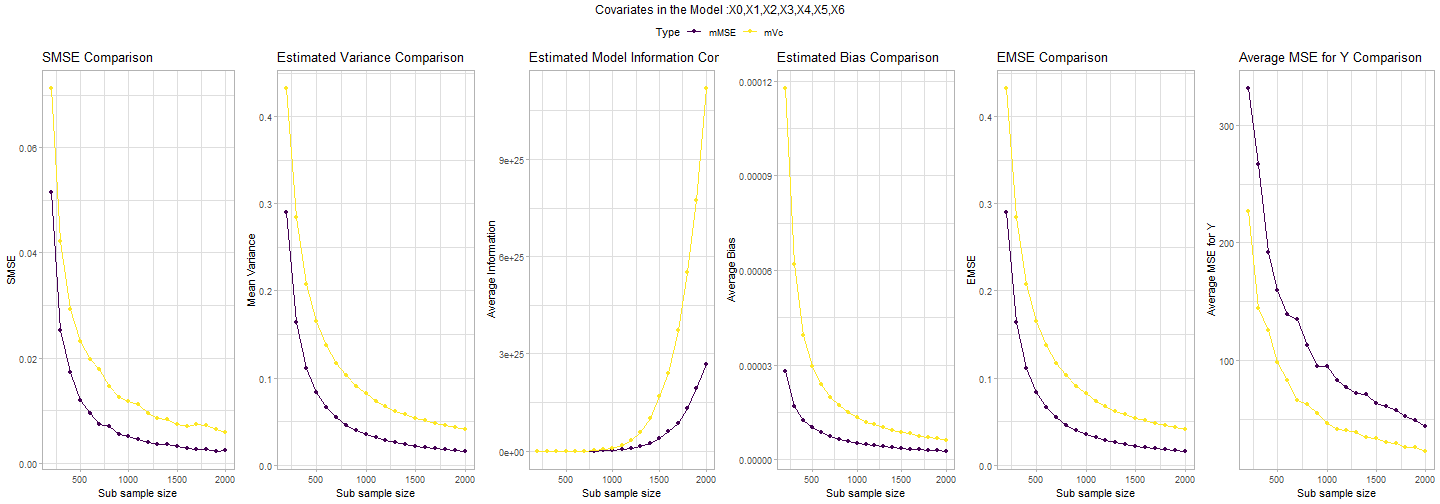 Covariates in the Model :X0,X1,X2,X3,X4,X5,X6
Type mMSE mVc
SMSE Comparison
SMSE
0.06
0.04
0.02
0.00
500 1000 1500 2000
Sub sample size
Estimated Variance Comparison
Mean Variance
0.4
0.3
0.2
0.1
0.0
500 1000 1500 2000
Sub sample size
Estimated Model Information Cor
Average Information
9e+25
6e+25
3e+25
0e+00
500 1000 1500 2000
Sub sample size
Estimated Bias Comparison
Average Bias
0.00012
0.00009
0.00006
0.00003
0.00000
500 1000 1500 2000
Sub sample size
EMSE Comparison
EMSE
0.4
0.3
0.2
0.1
0.0
500 1000 1500 2000
Sub sample size
Average MSE for Y Comparison
Average MSE for Y
300
200
100
500 1000 1500 2000
Sub sample size